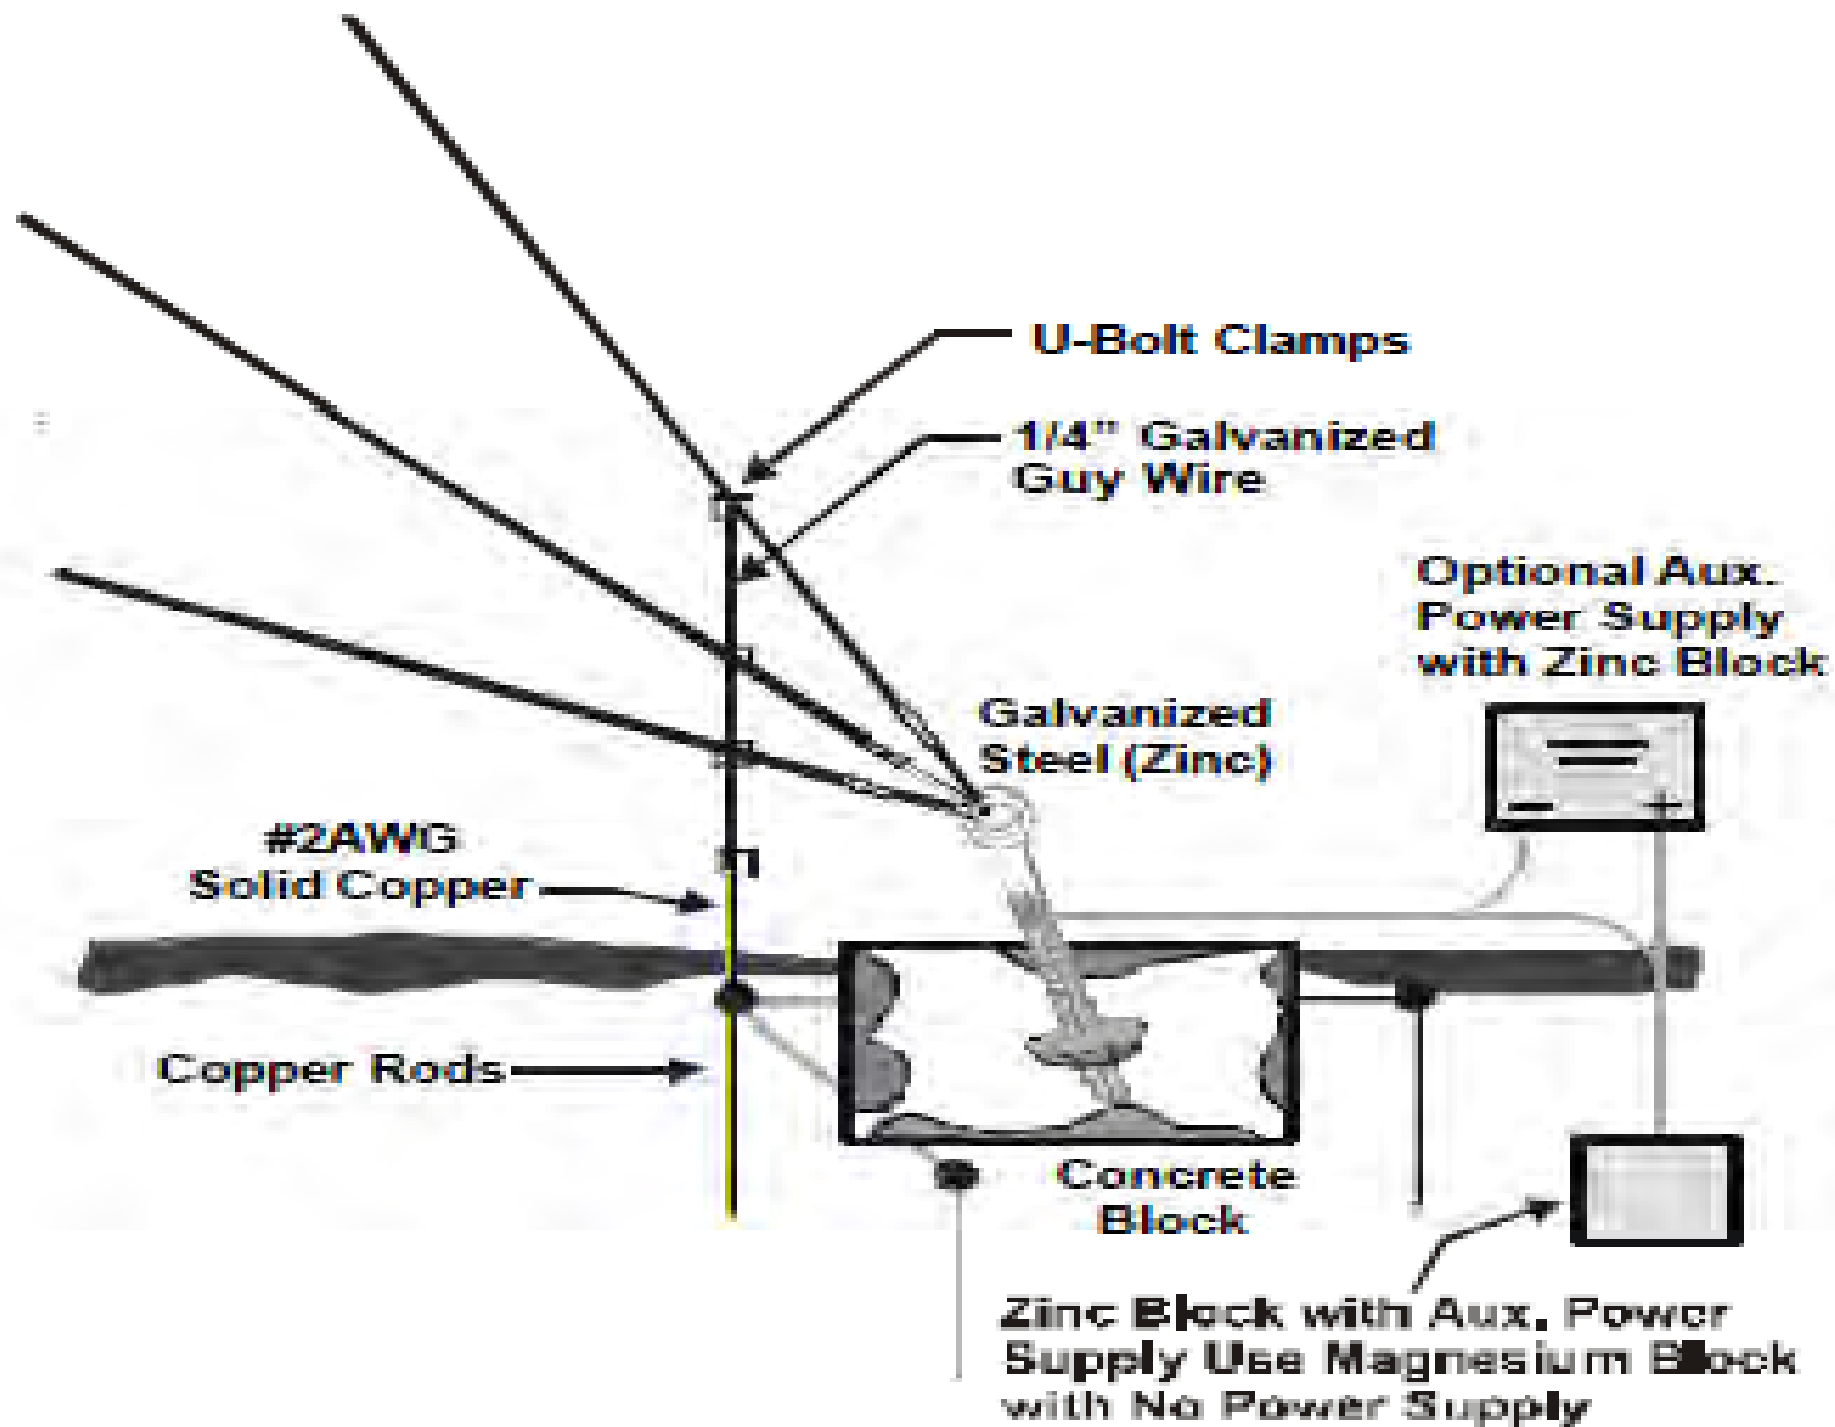 U-Bolt Clamps
1/4" Galvanized
Guy Wire
Optional Aux.
Power Supply
with Zinc Block
Galvanized
Steel (Zinc)
#2AWG
Solid Copper
Copper Rods
Concrete
Block
Zinc Block with Aux. Power
Supply Use Magnesium Block
with No Power Supply